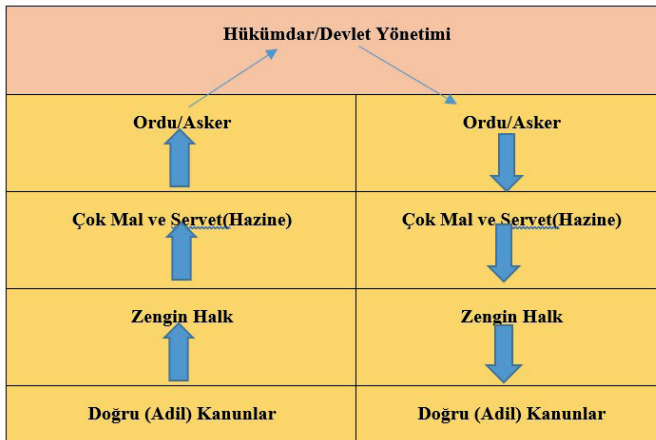 Hükümdar/Devlet Yönetimi
Ordu/Asker
Ordu/Asker
Çok Mal ve Servet(Hazine)
Çok Mal ve Servet(Hazine)
Zengin Halk
Zengin Halk
Doğru (Adil) Kanunlar
Doğru (Adil) Kanunlar